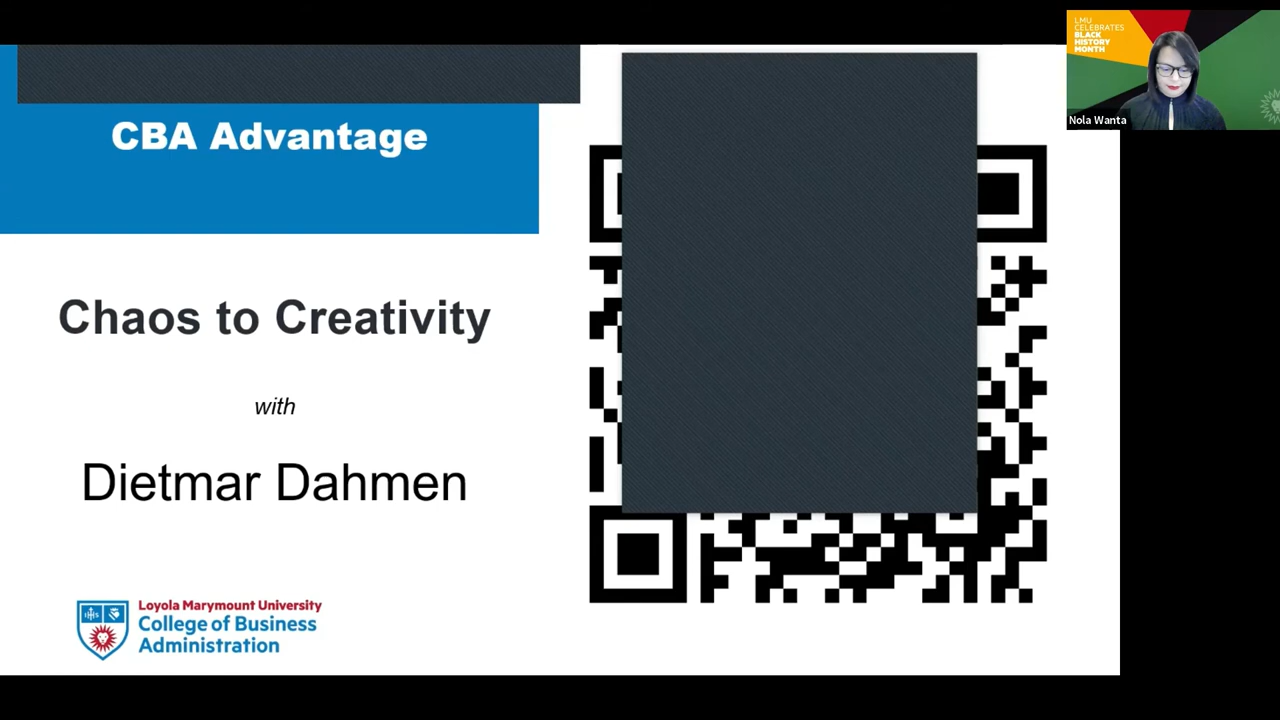 CBA Advantage
Chaos to Creativity
with
Dietmar Dahmen
Loyola Marymount University
College of Business
Administration
IHS
LMU
CELEBRATES
BLACK
HISTORY
MONTH
Nola Wanta